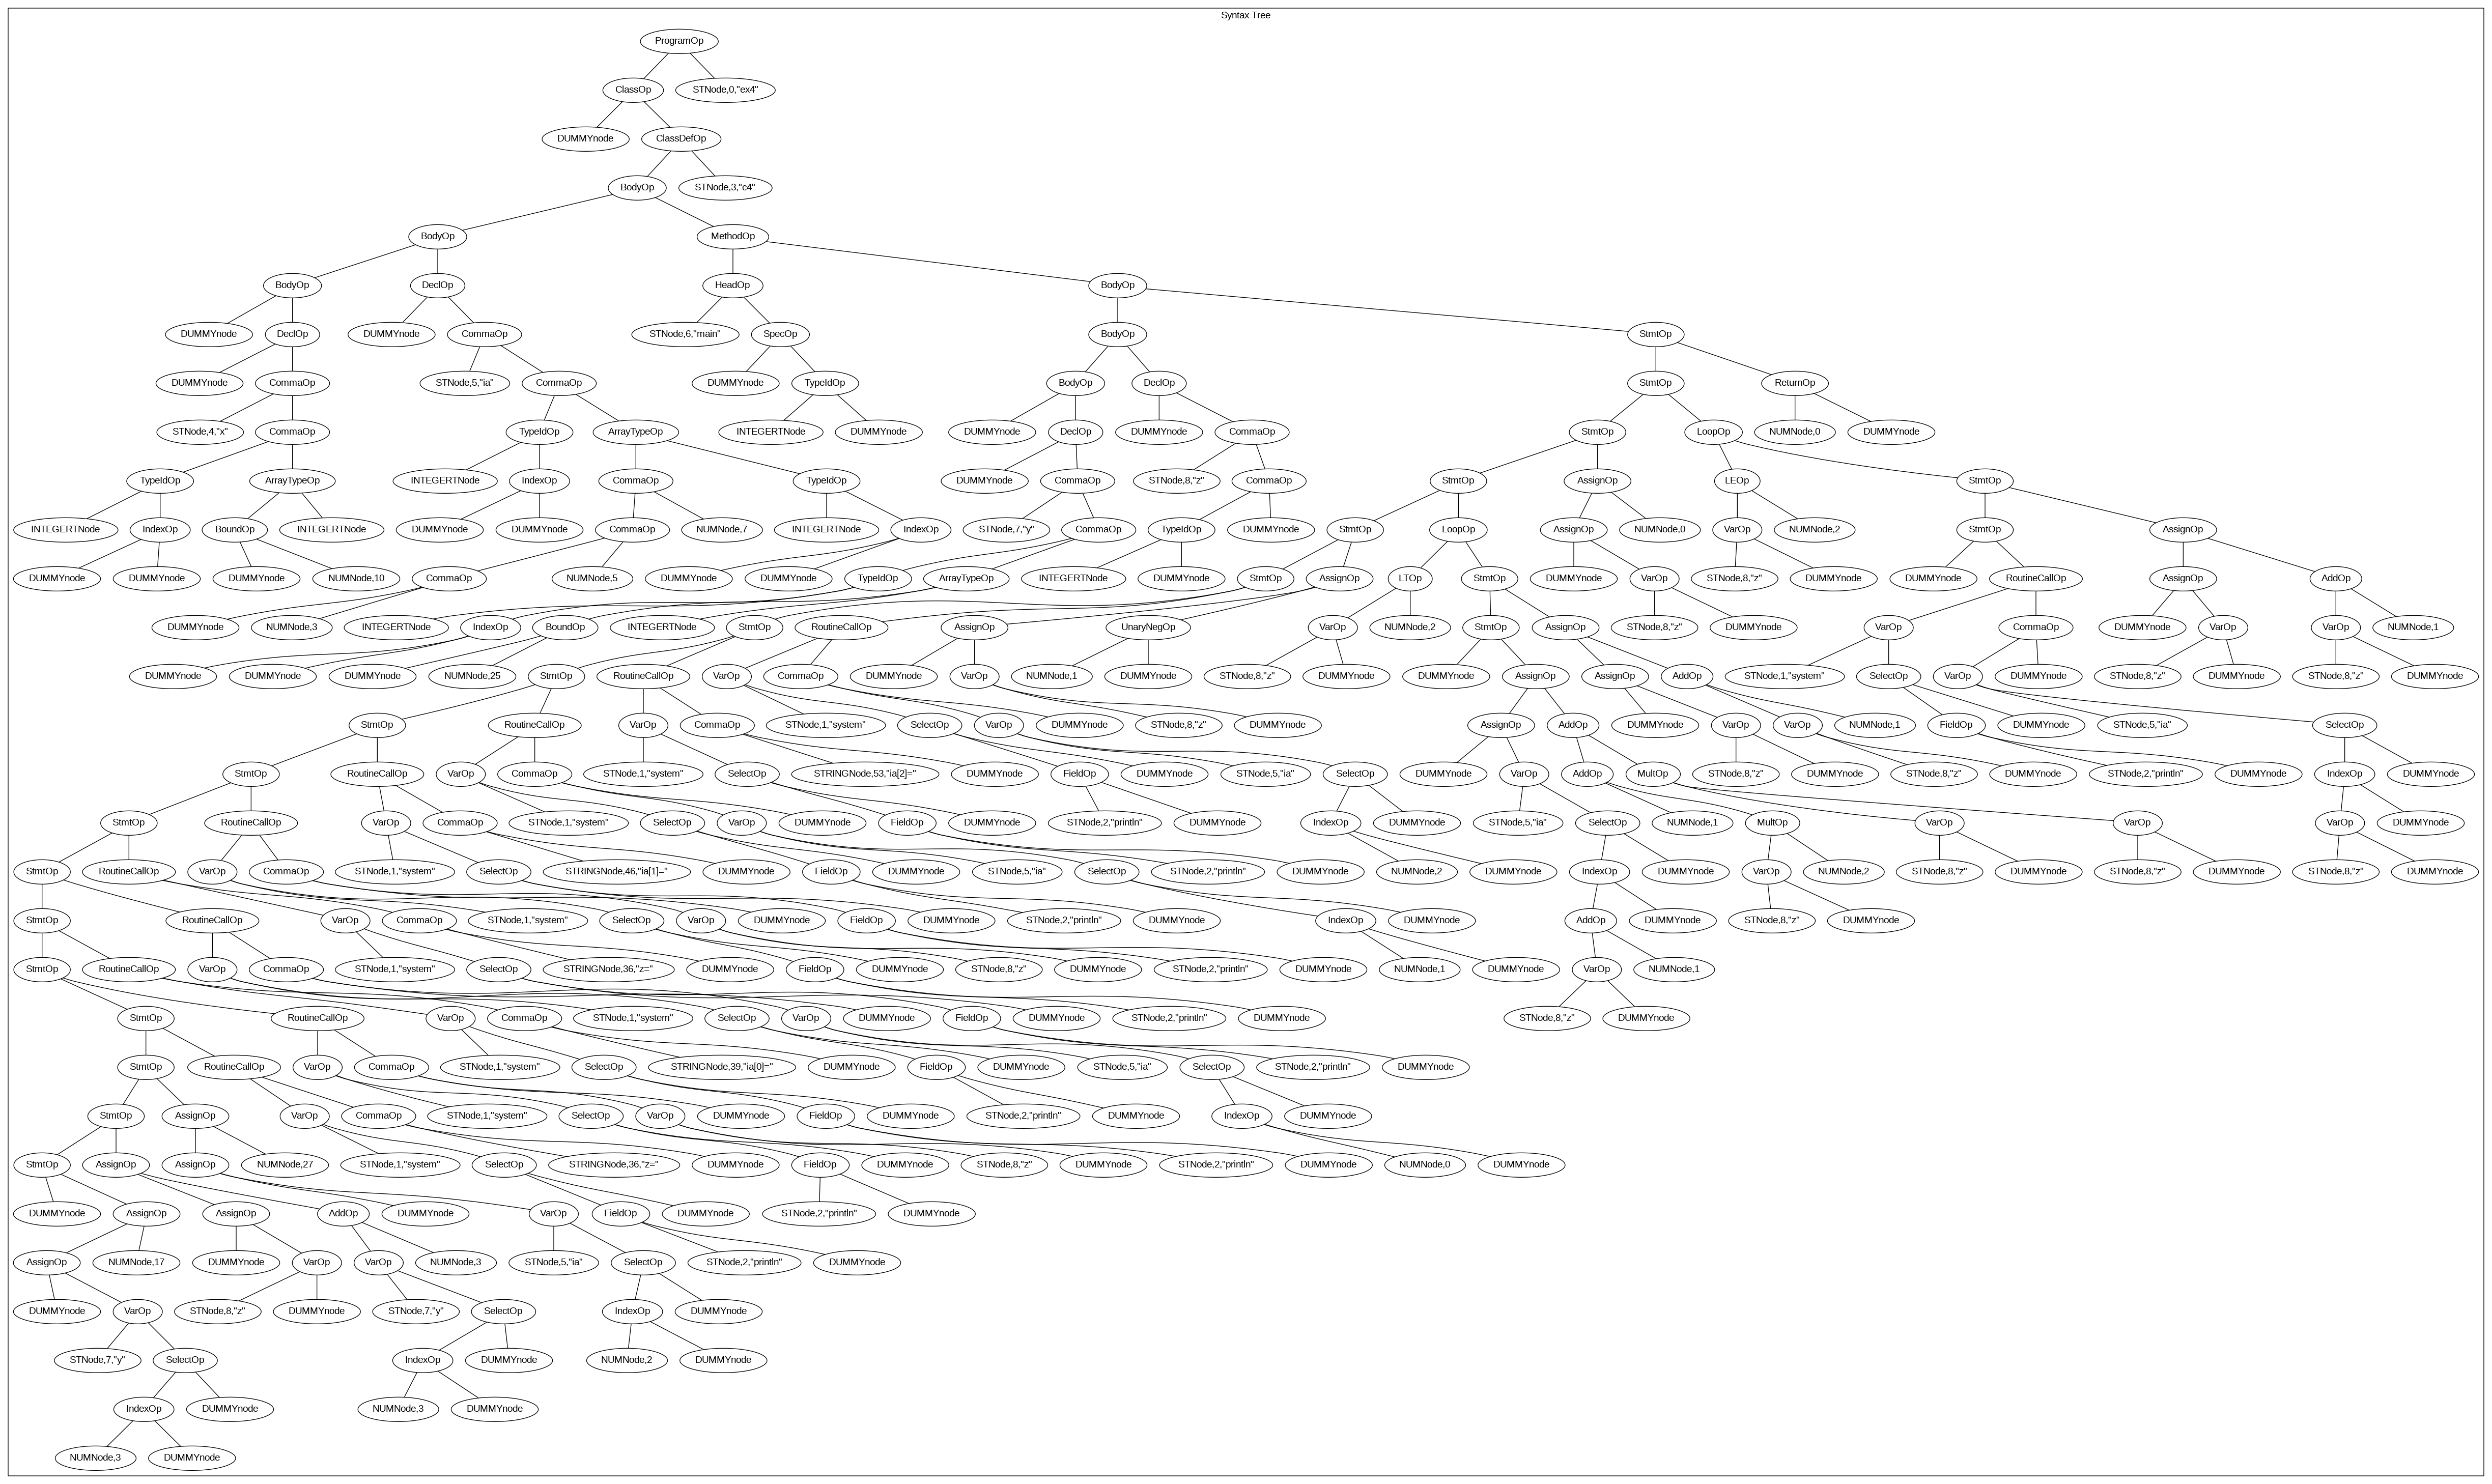 Syntax Tree
ProgramOp
ClassOp STNode,0,"ex4"
DUMMYnode ClassDefOp
BodyOp STNode,3,"c4"
BodyOp MethodOp
BodyOp DeclOp HeadOp BodyOp
DUMMYnode DeclOp DUMMYnode CommaOp STNode,6,"main" SpecOp BodyOp StmtOp
DUMMYnode CommaOp STNode,5,"ia" CommaOp DUMMYnode TypeIdOp BodyOp DeclOp StmtOp ReturnOp
STNode,4,"x" CommaOp TypeIdOp ArrayTypeOp INTEGERTNode DUMMYnode DUMMYnode DeclOp DUMMYnode CommaOp StmtOp LoopOp NUMNode,0 DUMMYnode
TypeIdOp ArrayTypeOp INTEGERTNode IndexOp CommaOp TypeIdOp DUMMYnode CommaOp STNode,8,"z" CommaOp StmtOp AssignOp LEOp StmtOp
INTEGERTNode IndexOp BoundOp INTEGERTNode DUMMYnode DUMMYnode CommaOp NUMNode,7 INTEGERTNode IndexOp STNode,7,"y" CommaOp TypeIdOp DUMMYnode StmtOp LoopOp AssignOp NUMNode,0 VarOp NUMNode,2 StmtOp AssignOp
DUMMYnode DUMMYnode DUMMYnode NUMNode,10 CommaOp NUMNode,5 DUMMYnode DUMMYnode TypeIdOp ArrayTypeOp INTEGERTNode DUMMYnode StmtOp AssignOp LTOp StmtOp DUMMYnode VarOp STNode,8,"z" DUMMYnode DUMMYnode RoutineCallOp AssignOp AddOp
DUMMYnode NUMNode,3 INTEGERTNode IndexOp BoundOp INTEGERTNode StmtOp RoutineCallOp AssignOp UnaryNegOp VarOp NUMNode,2 StmtOp AssignOp STNode,8,"z" DUMMYnode VarOp CommaOp DUMMYnode VarOp VarOp NUMNode,1
DUMMYnode DUMMYnode DUMMYnode NUMNode,25 StmtOp RoutineCallOp VarOp CommaOp DUMMYnode VarOp NUMNode,1 DUMMYnode STNode,8,"z" DUMMYnode DUMMYnode AssignOp AssignOp AddOp STNode,1,"system" SelectOp VarOp DUMMYnode STNode,8,"z" DUMMYnode STNode,8,"z" DUMMYnode
StmtOp RoutineCallOp VarOp CommaOp STNode,1,"system" SelectOp VarOp DUMMYnode STNode,8,"z" DUMMYnode AssignOp AddOp DUMMYnode VarOp VarOp NUMNode,1 FieldOp DUMMYnode STNode,5,"ia" SelectOp
StmtOp RoutineCallOp VarOp CommaOp STNode,1,"system" SelectOp STRINGNode,53,"ia[2]=" DUMMYnode FieldOp DUMMYnode STNode,5,"ia" SelectOp DUMMYnode VarOp AddOp MultOp STNode,8,"z" DUMMYnode STNode,8,"z" DUMMYnode STNode,2,"println" DUMMYnode IndexOp DUMMYnode
StmtOp RoutineCallOp VarOp CommaOp STNode,1,"system" SelectOp VarOp DUMMYnode FieldOp DUMMYnode STNode,2,"println" DUMMYnode IndexOp DUMMYnode STNode,5,"ia" SelectOp NUMNode,1 MultOp VarOp VarOp VarOp DUMMYnode
StmtOp RoutineCallOp VarOp CommaOp STNode,1,"system" SelectOp STRINGNode,46,"ia[1]=" DUMMYnode FieldOp DUMMYnode STNode,5,"ia" SelectOp STNode,2,"println" DUMMYnode NUMNode,2 DUMMYnode IndexOp DUMMYnode VarOp NUMNode,2 STNode,8,"z" DUMMYnode STNode,8,"z" DUMMYnode STNode,8,"z" DUMMYnode
StmtOp RoutineCallOp VarOp CommaOp STNode,1,"system" SelectOp VarOp DUMMYnode FieldOp DUMMYnode STNode,2,"println" DUMMYnode IndexOp DUMMYnode AddOp DUMMYnode STNode,8,"z" DUMMYnode
StmtOp RoutineCallOp VarOp CommaOp STNode,1,"system" SelectOp STRINGNode,36,"z=" DUMMYnode FieldOp DUMMYnode STNode,8,"z" DUMMYnode STNode,2,"println" DUMMYnode NUMNode,1 DUMMYnode VarOp NUMNode,1
StmtOp RoutineCallOp VarOp CommaOp STNode,1,"system" SelectOp VarOp DUMMYnode FieldOp DUMMYnode STNode,2,"println" DUMMYnode STNode,8,"z" DUMMYnode
StmtOp RoutineCallOp VarOp CommaOp STNode,1,"system" SelectOp STRINGNode,39,"ia[0]=" DUMMYnode FieldOp DUMMYnode STNode,5,"ia" SelectOp STNode,2,"println" DUMMYnode
StmtOp AssignOp VarOp CommaOp STNode,1,"system" SelectOp VarOp DUMMYnode FieldOp DUMMYnode STNode,2,"println" DUMMYnode IndexOp DUMMYnode
StmtOp AssignOp AssignOp NUMNode,27 STNode,1,"system" SelectOp STRINGNode,36,"z=" DUMMYnode FieldOp DUMMYnode STNode,8,"z" DUMMYnode STNode,2,"println" DUMMYnode NUMNode,0 DUMMYnode
DUMMYnode AssignOp AssignOp AddOp DUMMYnode VarOp FieldOp DUMMYnode STNode,2,"println" DUMMYnode
AssignOp NUMNode,17 DUMMYnode VarOp VarOp NUMNode,3 STNode,5,"ia" SelectOp STNode,2,"println" DUMMYnode
DUMMYnode VarOp STNode,8,"z" DUMMYnode STNode,7,"y" SelectOp IndexOp DUMMYnode
STNode,7,"y" SelectOp IndexOp DUMMYnode NUMNode,2 DUMMYnode
IndexOp DUMMYnode NUMNode,3 DUMMYnode
NUMNode,3 DUMMYnode